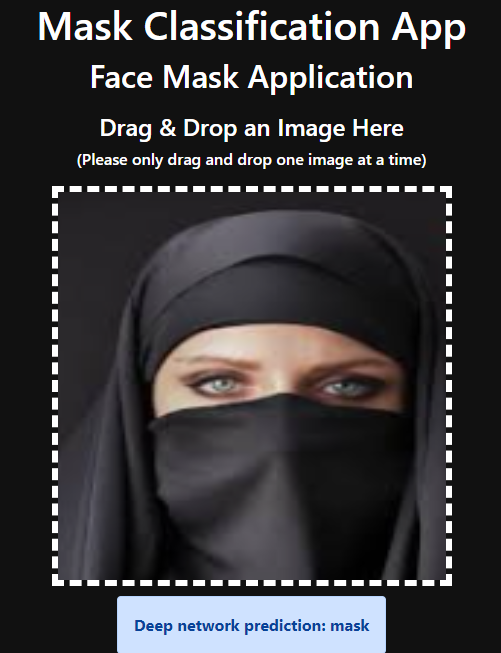 Mask Classification App
Face Mask Application
Drag & Drop an Image Here
(Please only drag and drop one image at a time)
Deep network prediction: mask